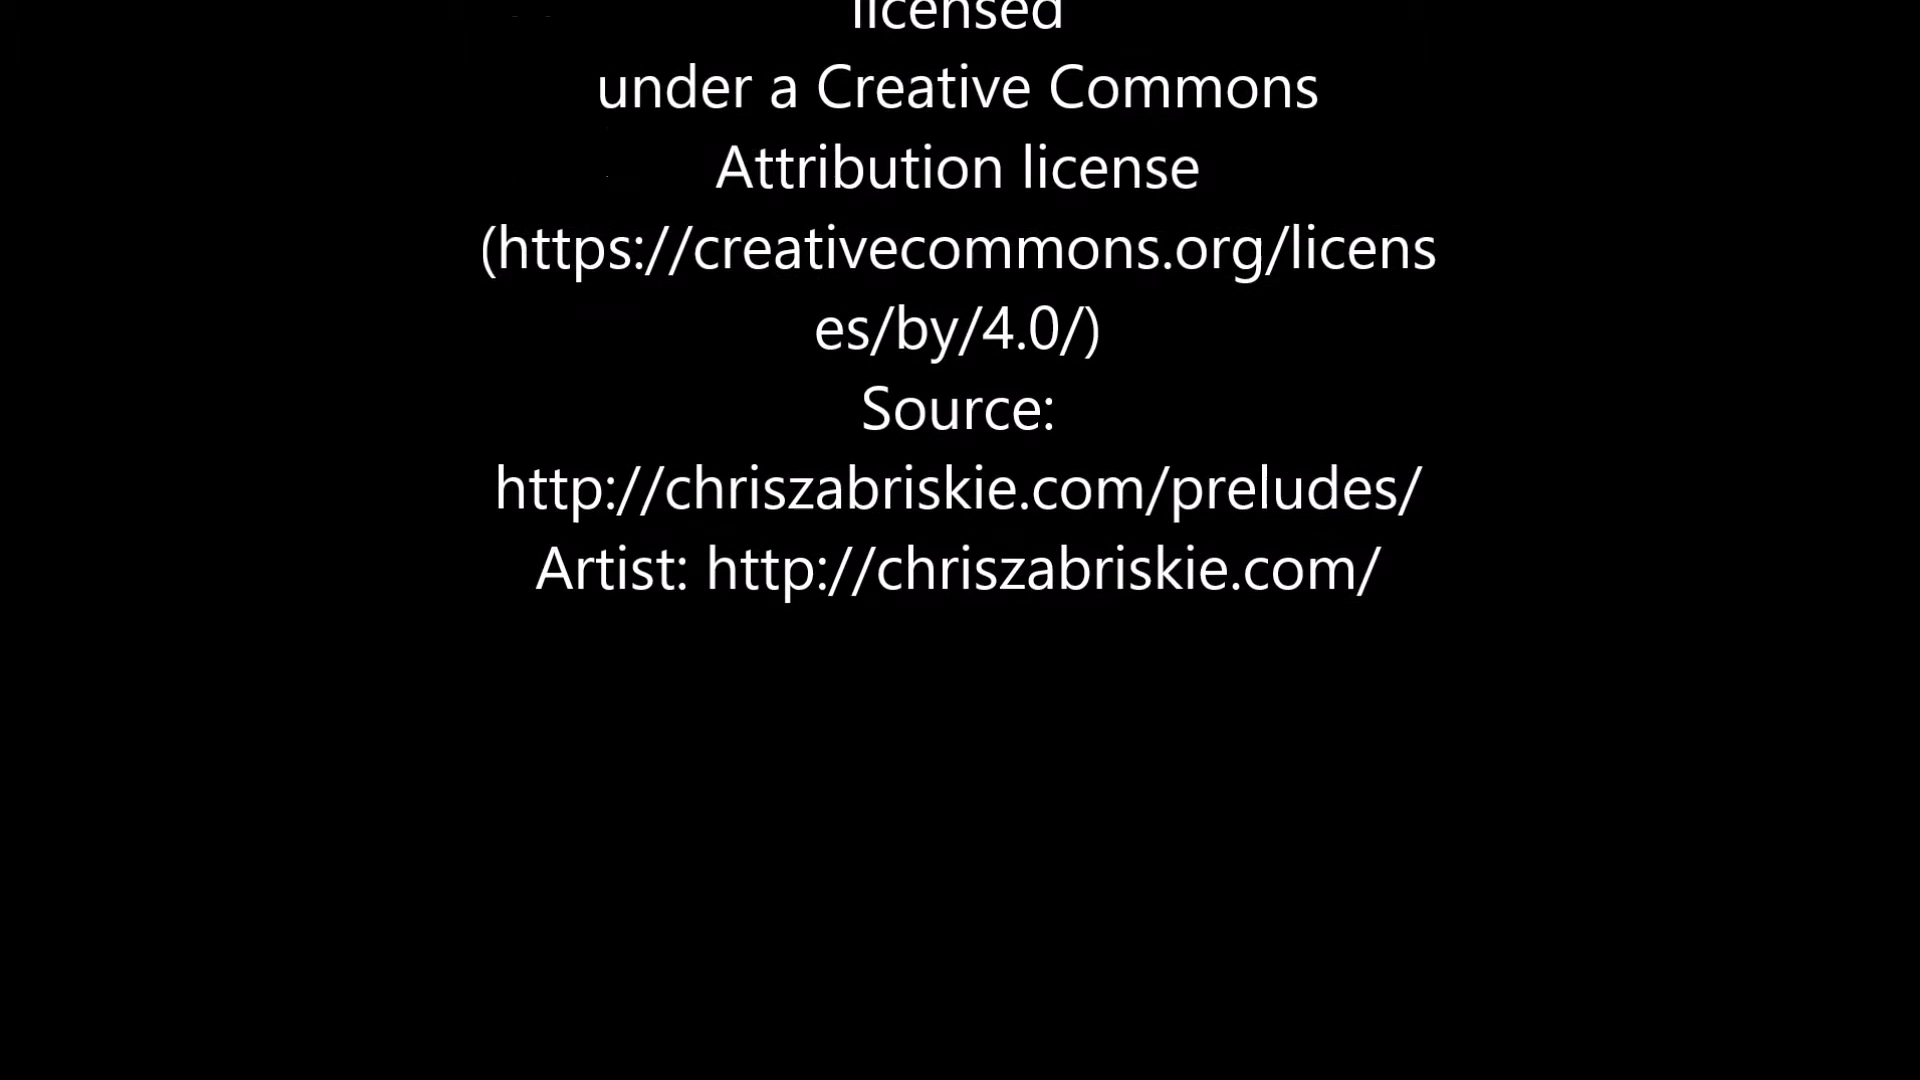 licensed
under a Creative Commons
Attribution license
(https://creativecommons.org/licens
es/by/4.0/)
Source:
http://chriszabriskie.com/preludes/
Artist: http://chriszabriskie.com/